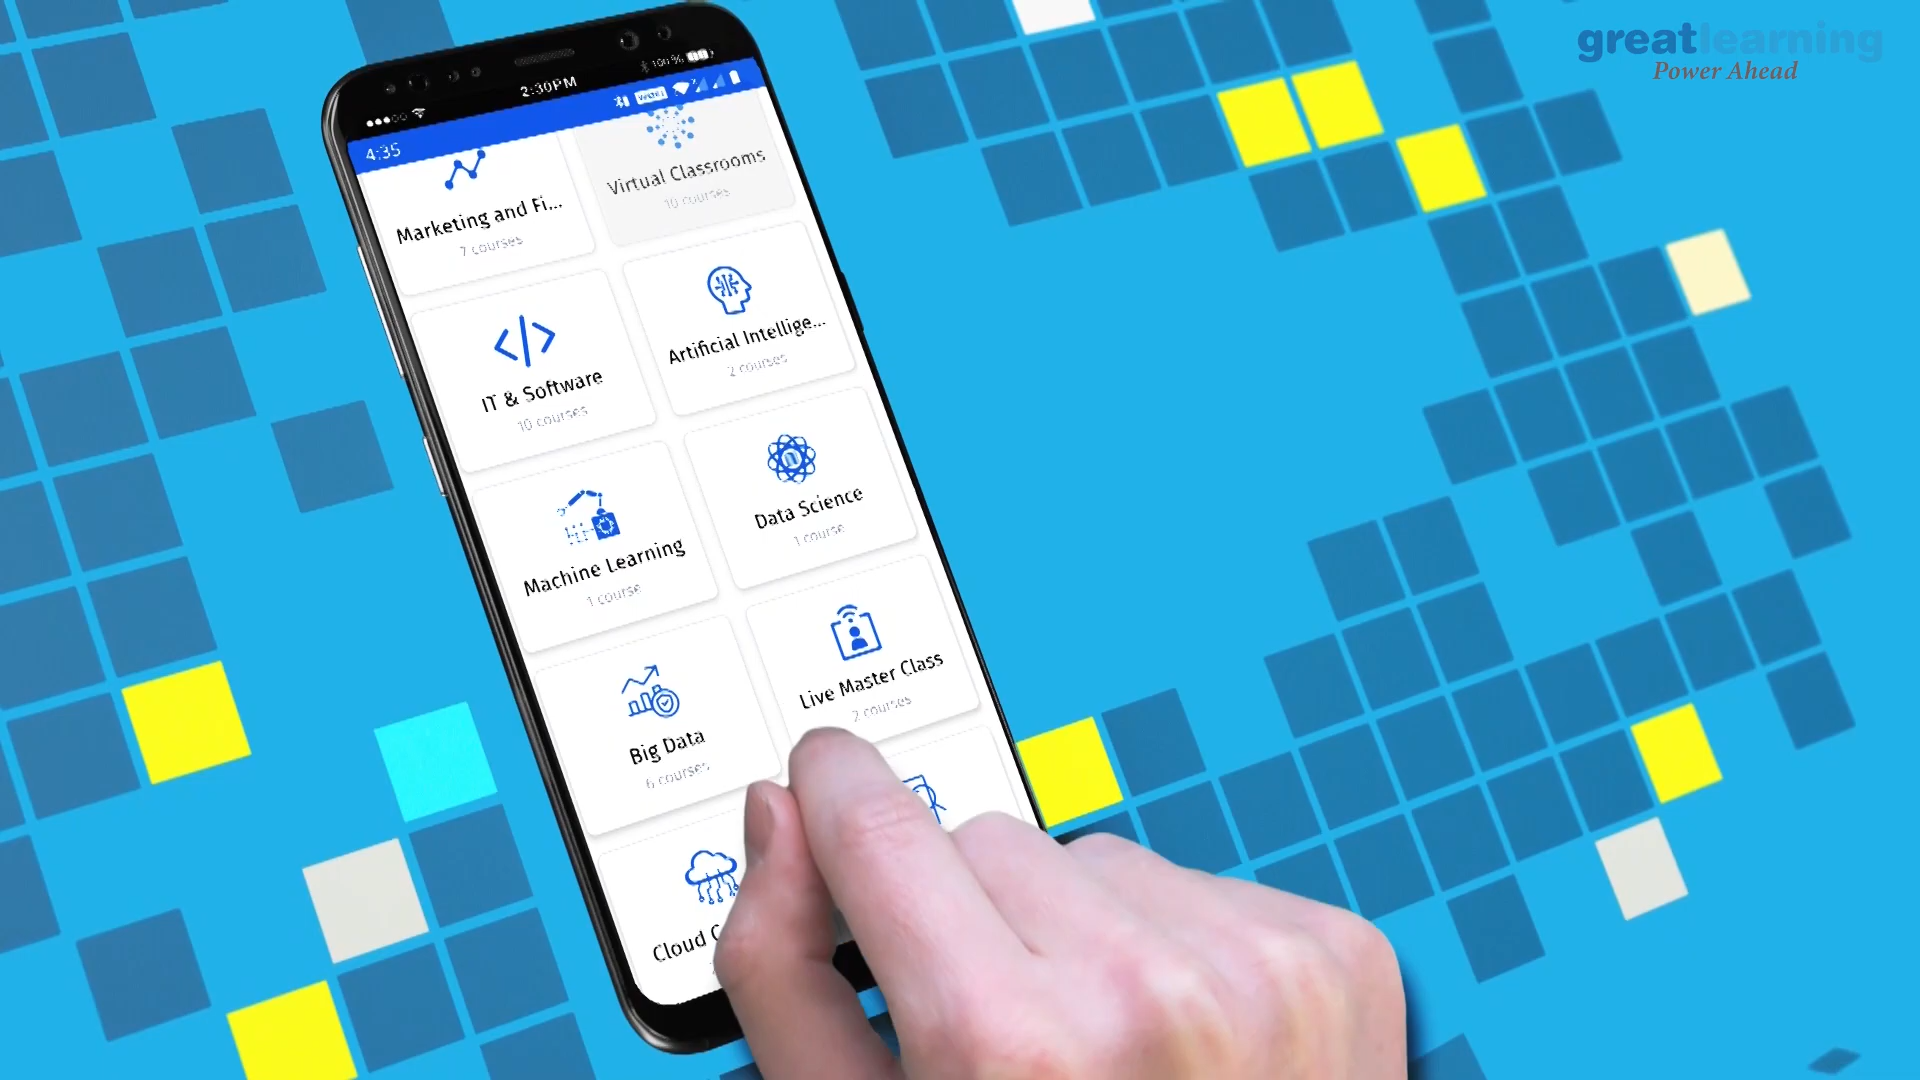 greatlearning
Power Ahead
2:30PM
100 %
4:35
Marketing and Fi...
7 courses
Virtual Classrooms
10 courses
IT & Software
10 courses
Artificial Intellige...
2 courses
Machine Learning
1 course
Data Science
1 course
Big Data
6 courses
Live Master Class
2 courses
Cloud